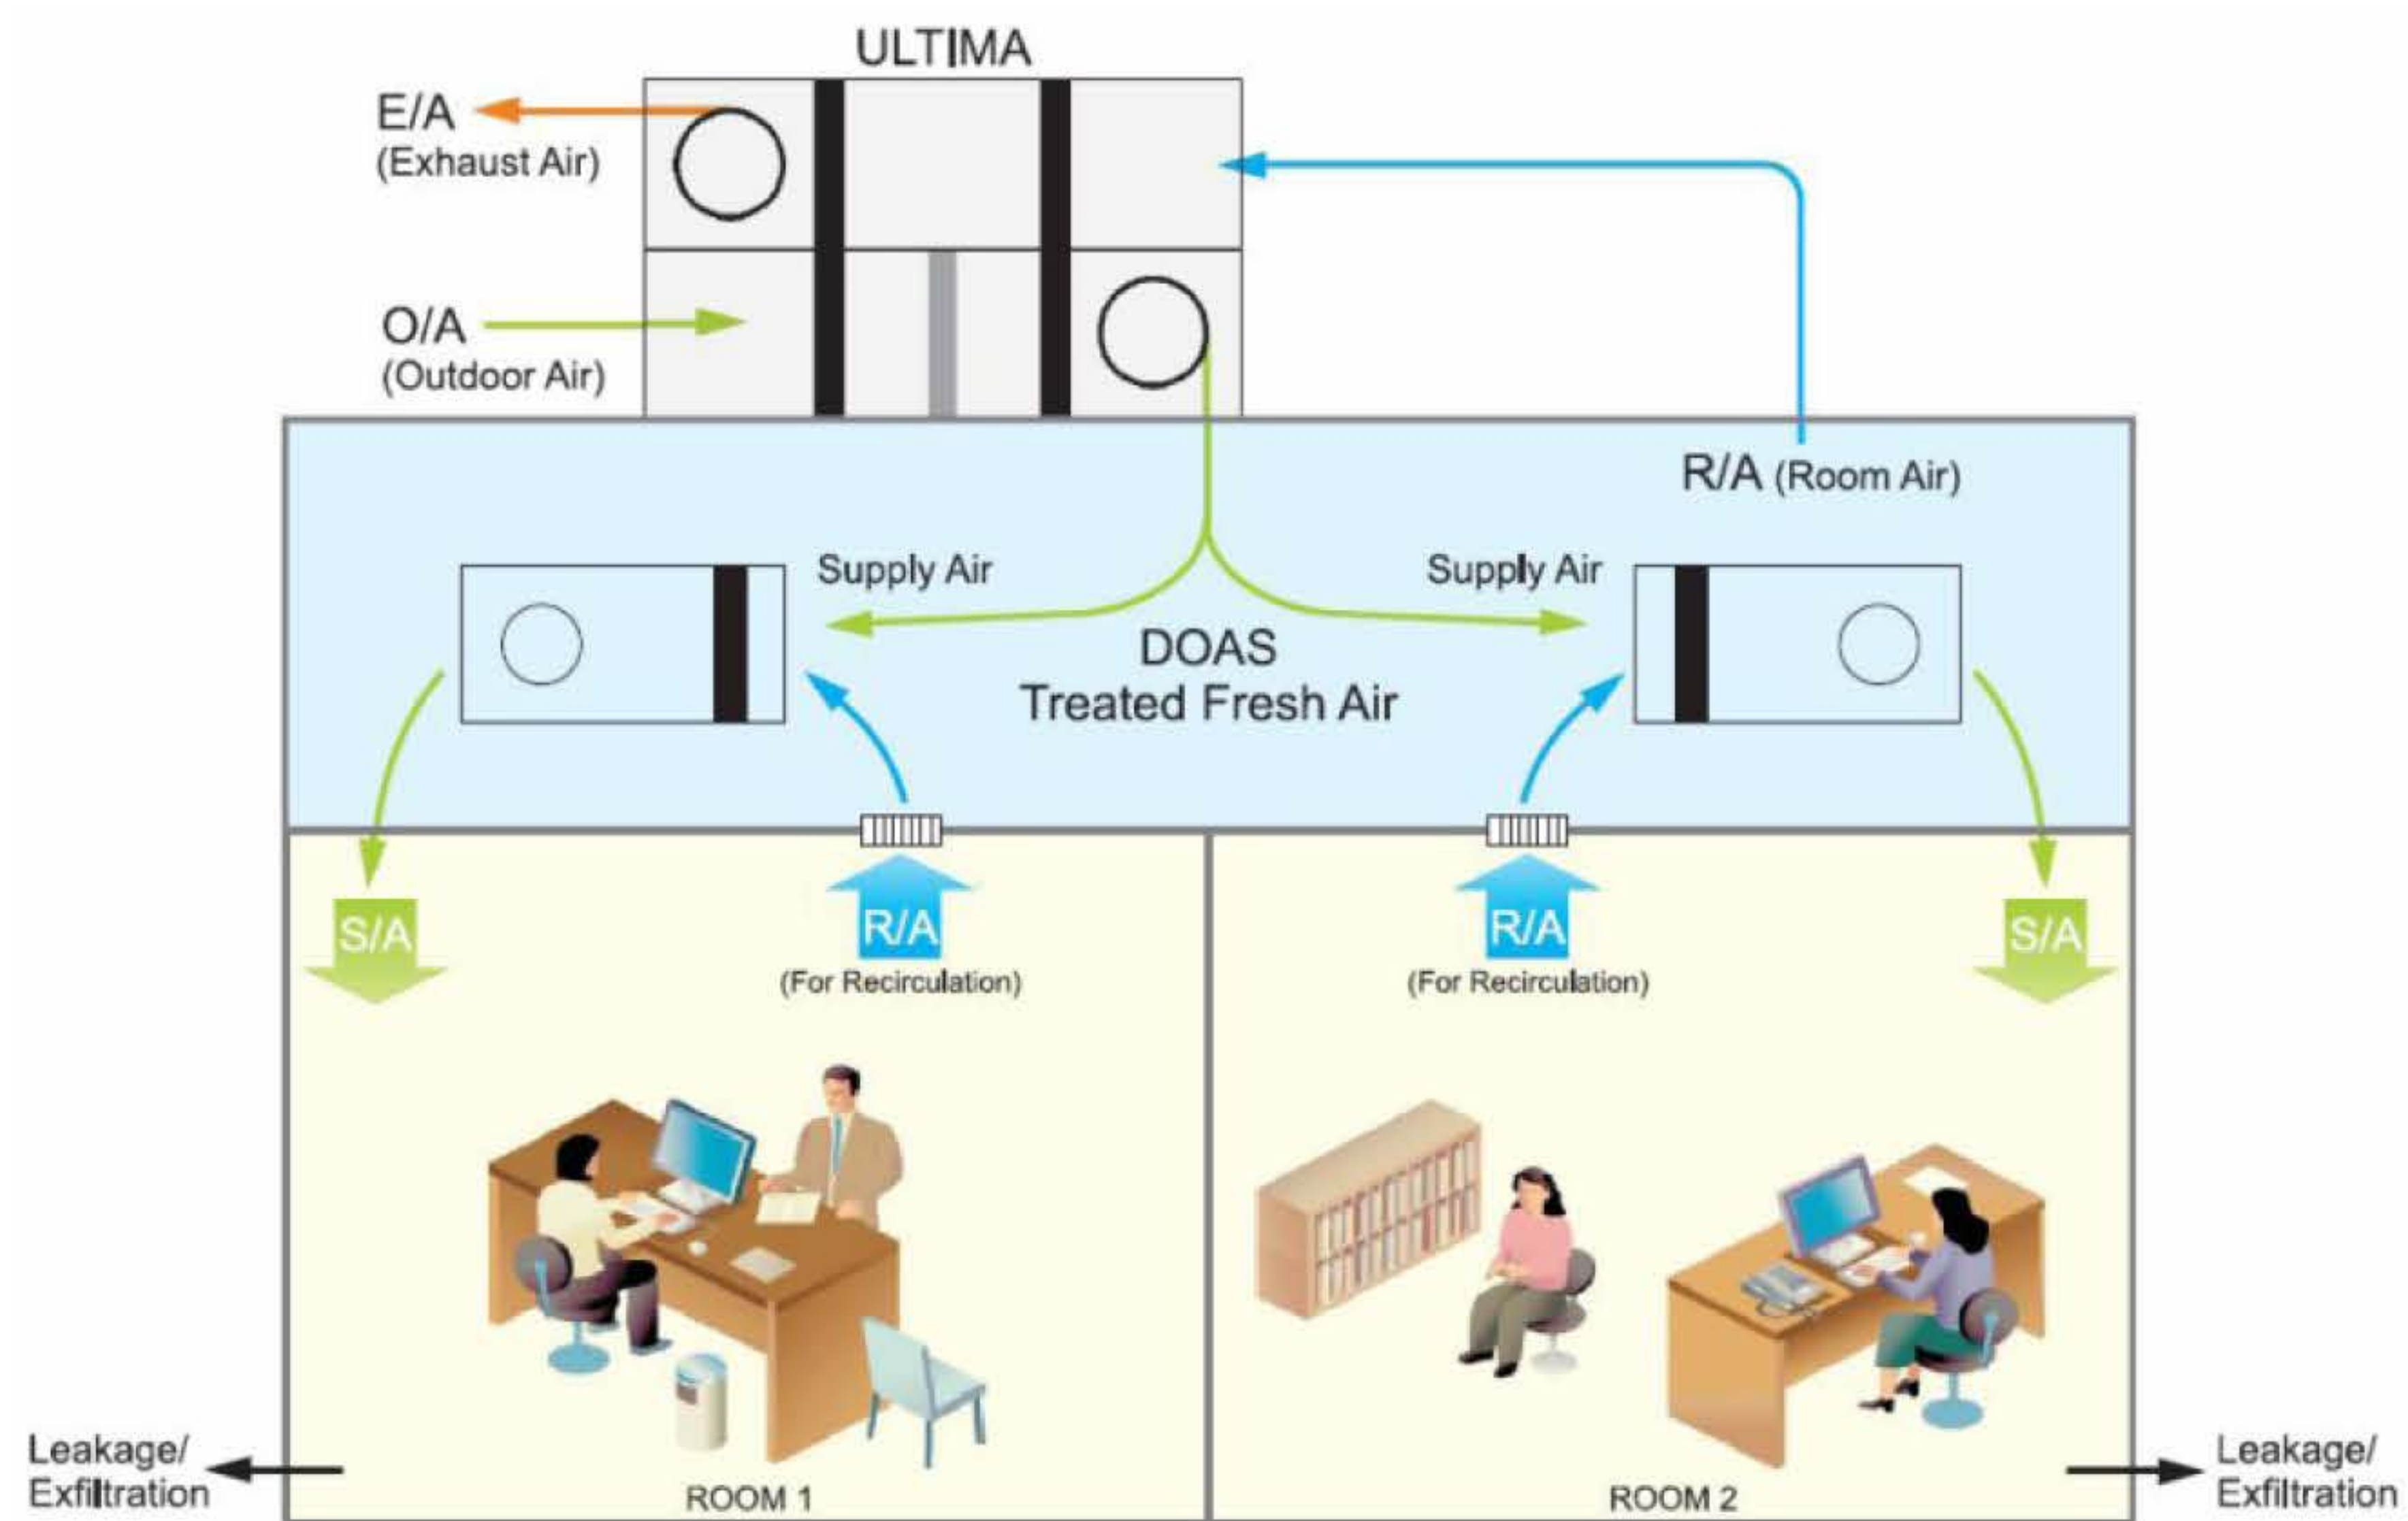 ULTIMA
E/A
(Exhaust Air)
O/A
(Outdoor Air)
R/A (Room Air)
Supply Air
Supply Air
DOAS
Treated Fresh Air
S/A
R/A
(For Recirculation)
R/A
(For Recirculation)
S/A
Leakage/
Exfiltration
ROOM 1
ROOM 2
Leakage/
Exfiltration